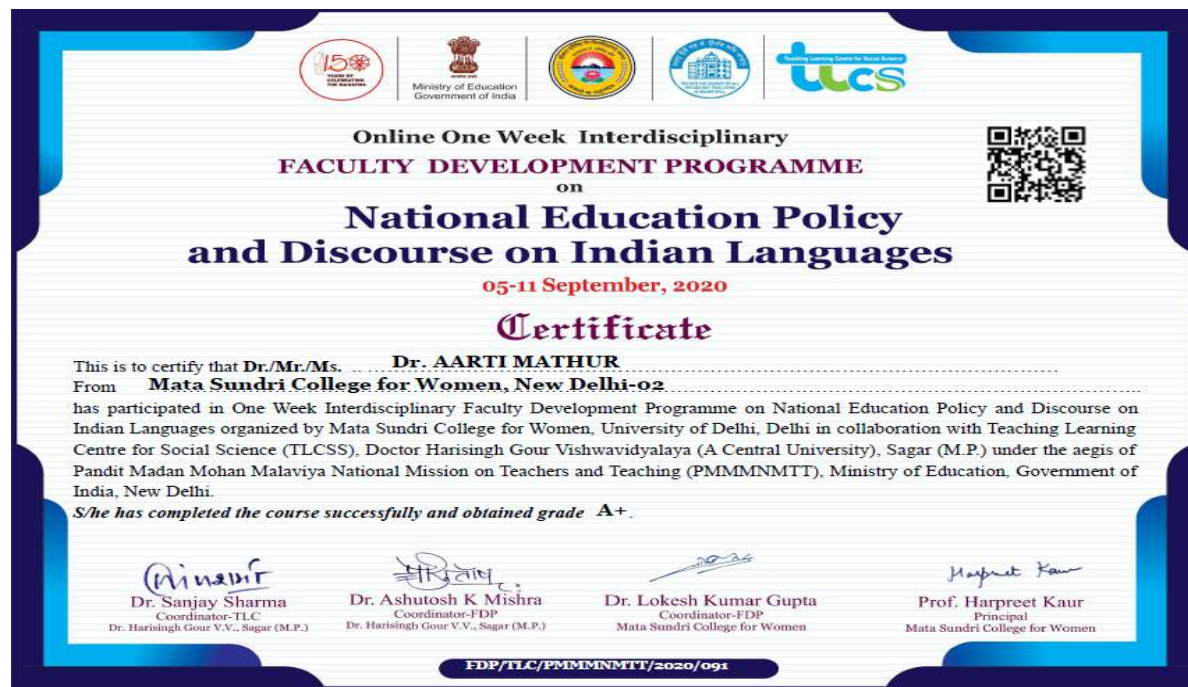 150
YEARS OF
CELEBRATING
THE MAHATMA
Ministry of Education
Government of India
Teaching Learning Centre for Social Science
tlcs
Online One Week Interdisciplinary
FACULTY DEVELOPMENT PROGRAMME
on
National Education Policy
and Discourse on Indian Languages
05-11 September, 2020
Certificate
This is to certify that Dr./Mr./Ms. Dr. AARTI MATHUR
From Mata Sundri College for Women, New Delhi-02
has participated in One Week Interdisciplinary Faculty Development Programme on National Education Policy and Discourse on
Indian Languages organized by Mata Sundri College for Women, University of Delhi, Delhi in collaboration with Teaching Learning
Centre for Social Science (TLCSS), Doctor Harisingh Gour Vishwavidyalaya (A Central University), Sagar (M.P.) under the aegis of
Pandit Madan Mohan Malaviya National Mission on Teachers and Teaching (PMMMNMTT), Ministry of Education, Government of
India, New Delhi.
S/he has completed the course successfully and obtained grade A+.
Harpreet Kaur
Dr. Sanjay Sharma
Coordinator-TLC
Dr. Harisingh Gour V.V., Sagar (M.P.)
Dr. Ashutosh K Mishra
Coordinator-FDP
Dr. Harisingh Gour V.V., Sagar (M.P.)
Dr. Lokesh Kumar Gupta
Coordinator-FDP
Mata Sundri College for Women
Prof. Harpreet Kaur
Principal
Mata Sundri College for Women
FDP/TLC/PMMMNMTT/2020/091